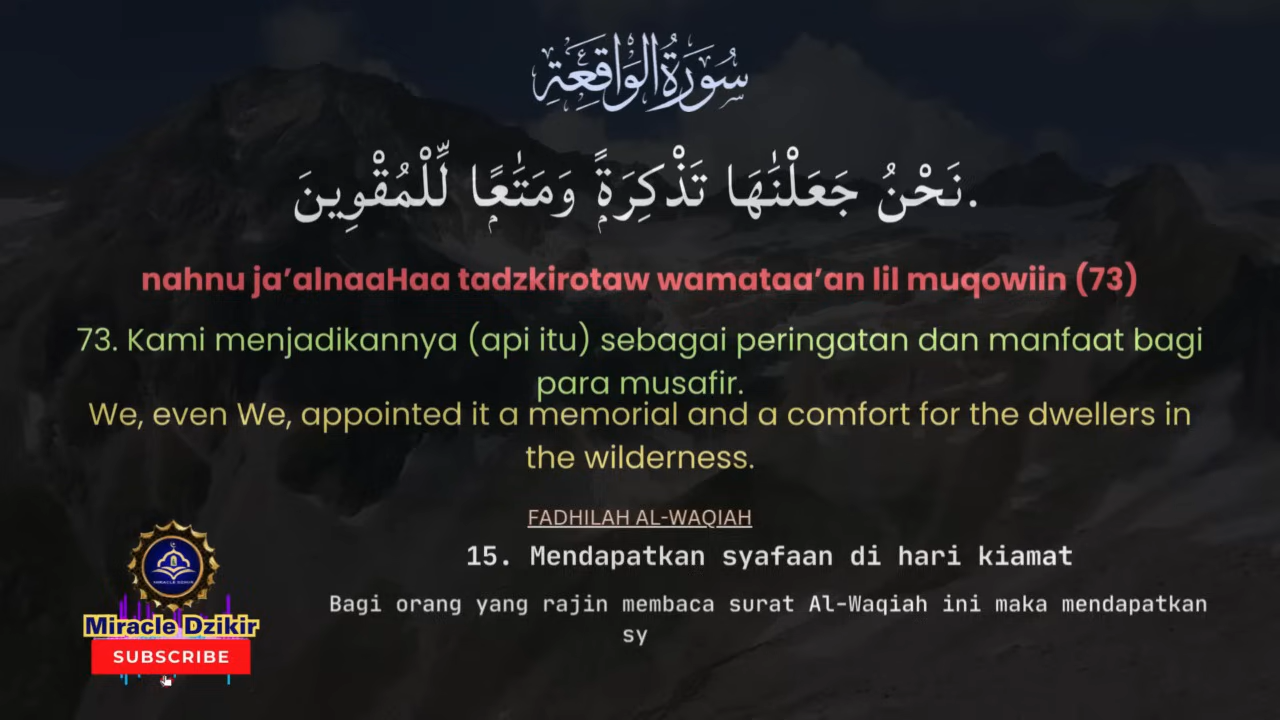 سُورَةُ الْوَاقِعَةِ
نَحْنُ جَعَلْنَٰهَا تَذْكِرَةًۭ وَمَتَٰعًۭا لِّلْمُقْوِينَ.
nahnu ja’alnaaHaa tadzkirotaw wamataa’an lil muqowiin (73)
73. Kami menjadikannya (api itu) sebagai peringatan dan manfaat bagi
para musafir.
We, even We, appointed it a memorial and a comfort for the dwellers in
the wilderness.
FADHILAH AL-WAQIAH
15. Mendapatkan syafaan di hari kiamat
Bagi orang yang rajin membaca surat Al-Waqiah ini maka mendapatkan
sy
MIRACLE DZIKIR
Miracle Dzikir
SUBSCRIBE